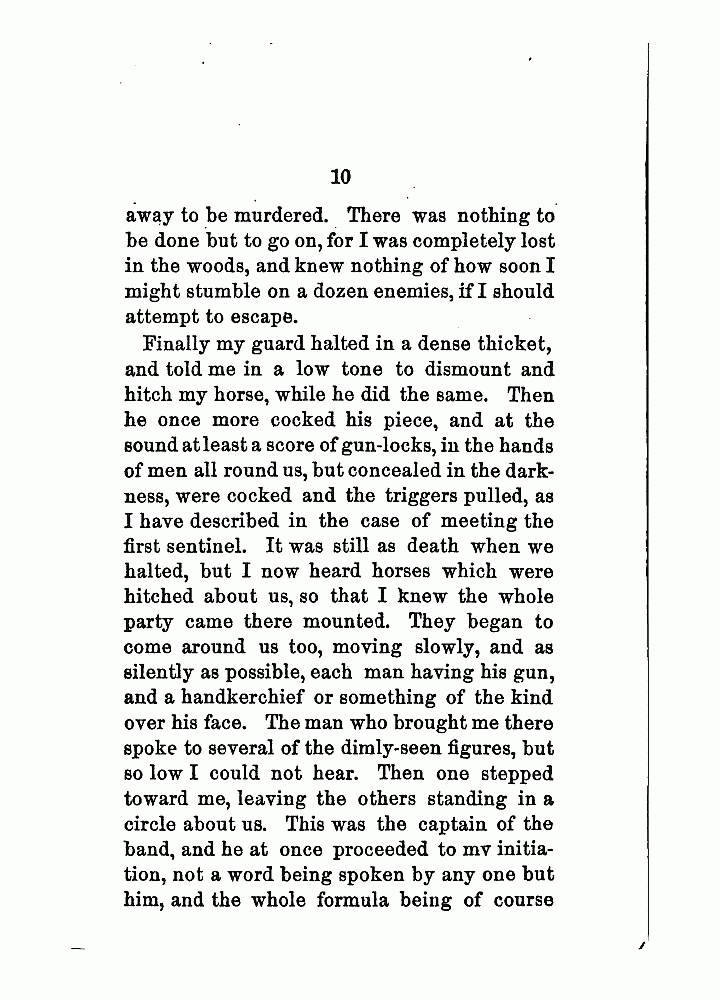 10
away to be murdered. There was nothing to
be done but to go on, for I was completely lost
in the woods, and knew nothing of how soon I
might stumble on a dozen enemies, if I should
attempt to escape.
Finally my guard halted in a dense thicket,
and told me in a low tone to dismount and
hitch my horse, while he did the same. Then
he once more cocked his piece, and at the
sound at least a score of gun-locks, in the hands
of men all round us, but concealed in the dark-
ness, were cocked and the triggers pulled, as
I have described in the case of meeting the
first sentinel. It was still as death when we
halted, but I now heard horses which were
hitched about us, so that I knew the whole
party came there mounted. They began to
come around us too, moving slowly, and as
silently as possible, each man having his gun,
and a handkerchief or something of the kind
over his face. The man who brought me there
spoke to several of the dimly-seen figures, but
so low I could not hear. Then one stepped
toward me, leaving the others standing in a
circle about us. This was the captain of the
band, and he at once proceeded to mv initia-
tion, not a word being spoken by any one but
him, and the whole formula being of course